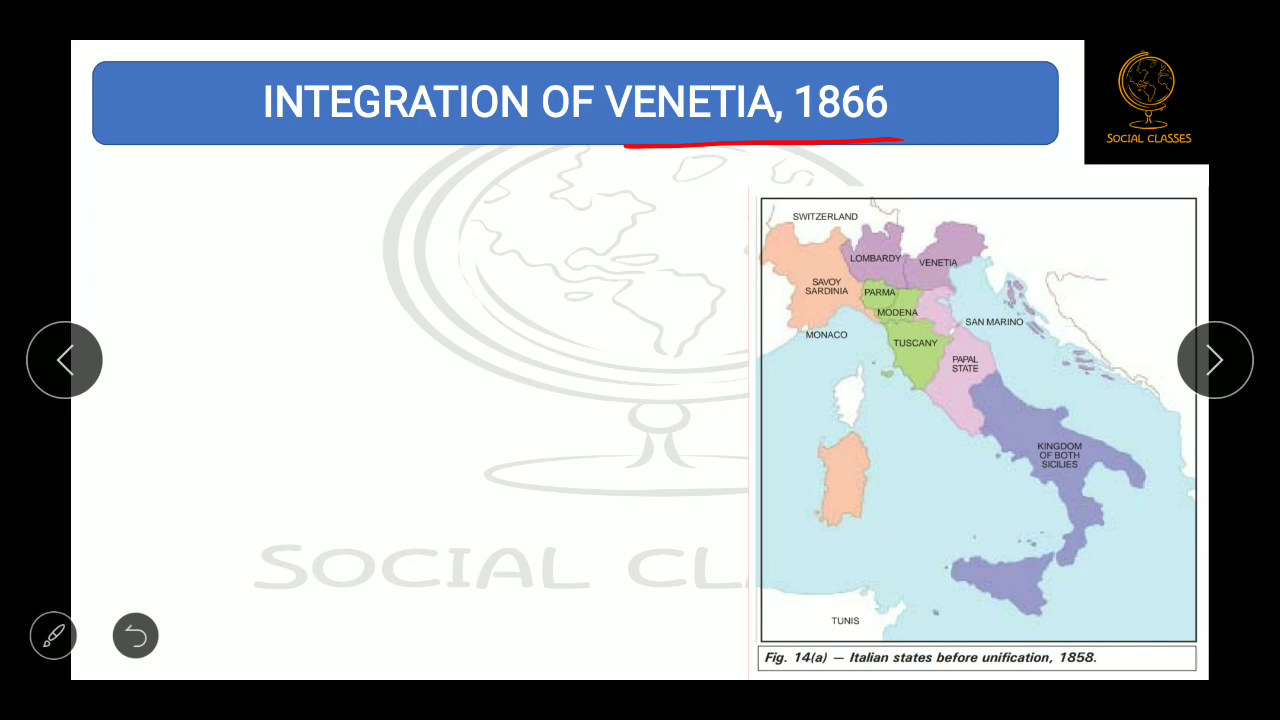 INTEGRATION OF VENETIA, 1866
SOCIAL CLASSES
SWITZERLAND
LOMBARDY
VENETIA
SAVOY
SARDINIA
PARMA
MODENA
SAN MARINO
MONACO
TUSCANY
PAPAL
STATE
KINGDOM
OF BOTH
SICILIES
TUNIS
SOCIAL CL
Fig. 14(a) — Italian states before unification, 1858.